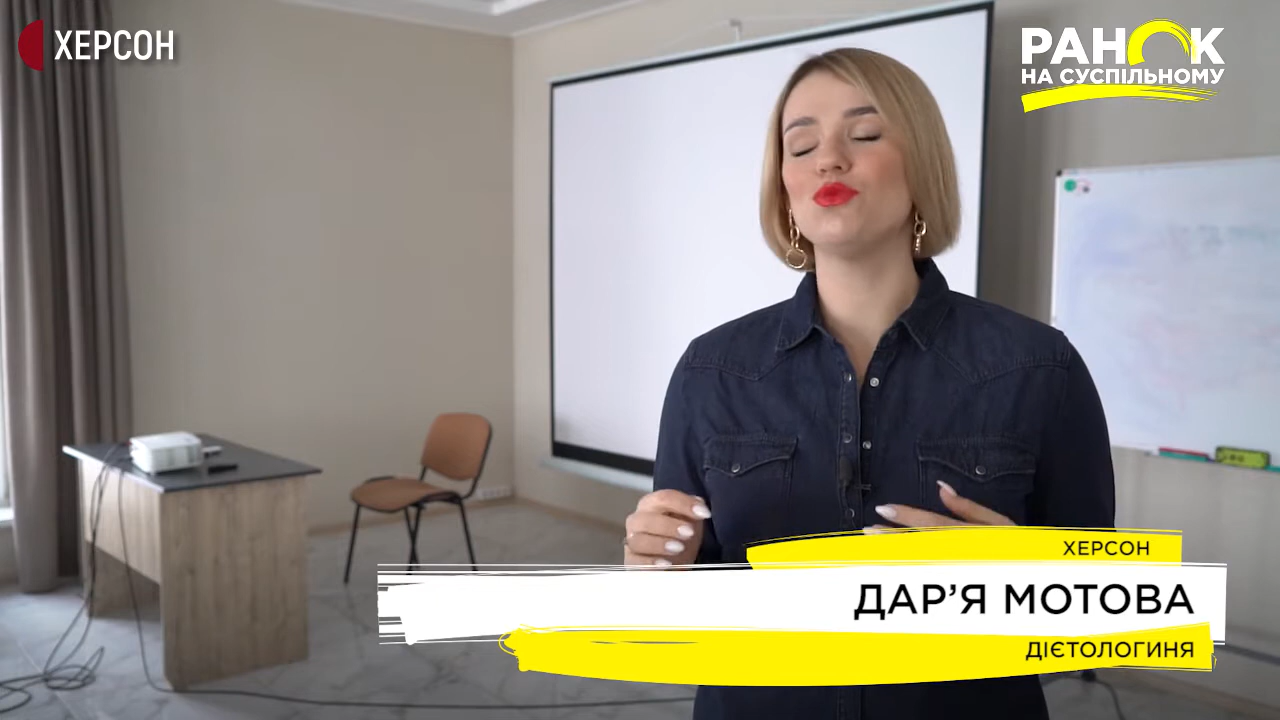 ХЕРСОН
РАНОК
НА СУСПІЛЬНОМУ
ХЕРСОН
ДАР’Я МОТОВА
ДІЄТОЛОГИНЯ